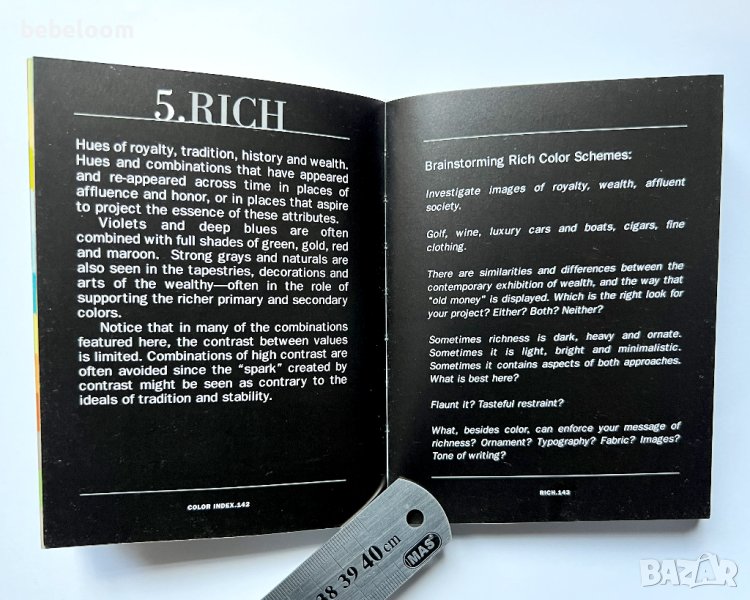 bebeloom
5.RICH
Hues of royalty, tradition, history and wealth.
Hues and combinations that have appeared
and re-appeared across time in places of
affluence and honor, or in places that aspire
to project the essence of these attributes.
Violets and deep blues are often
combined with full shades of green, gold, red
and maroon. Strong grays and naturals are
also seen in the tapestries, decorations and
arts of the wealthy—often in the role of
supporting the richer primary and secondary
colors.
Notice that in many of the combinations
featured here, the contrast between values
is limited. Combinations of high contrast are
often avoided since the “spark” created by
contrast might be seen as contrary to the
ideals of tradition and stability.
COLOR INDEX.142
Brainstorming Rich Color Schemes:
Investigate images of royalty, wealth, affluent
society.
Golf, wine, luxury cars and boats, cigars, fine
clothing.
There are similarities and differences between the
contemporary exhibition of wealth, and the way that
"old money" is displayed. Which is the right look for
your project? Either? Both? Neither?
Sometimes richness is dark, heavy and ornate.
Sometimes it is light, bright and minimalistic.
Sometimes it contains aspects of both approaches.
What is best here?
Flaunt it? Tasteful restraint?
What, besides color, can enforce your message of
richness? Ornament? Typography? Fabric? Images?
Tone of writing?
RICH.143
38 39 40 cm
MAS
BAZAR